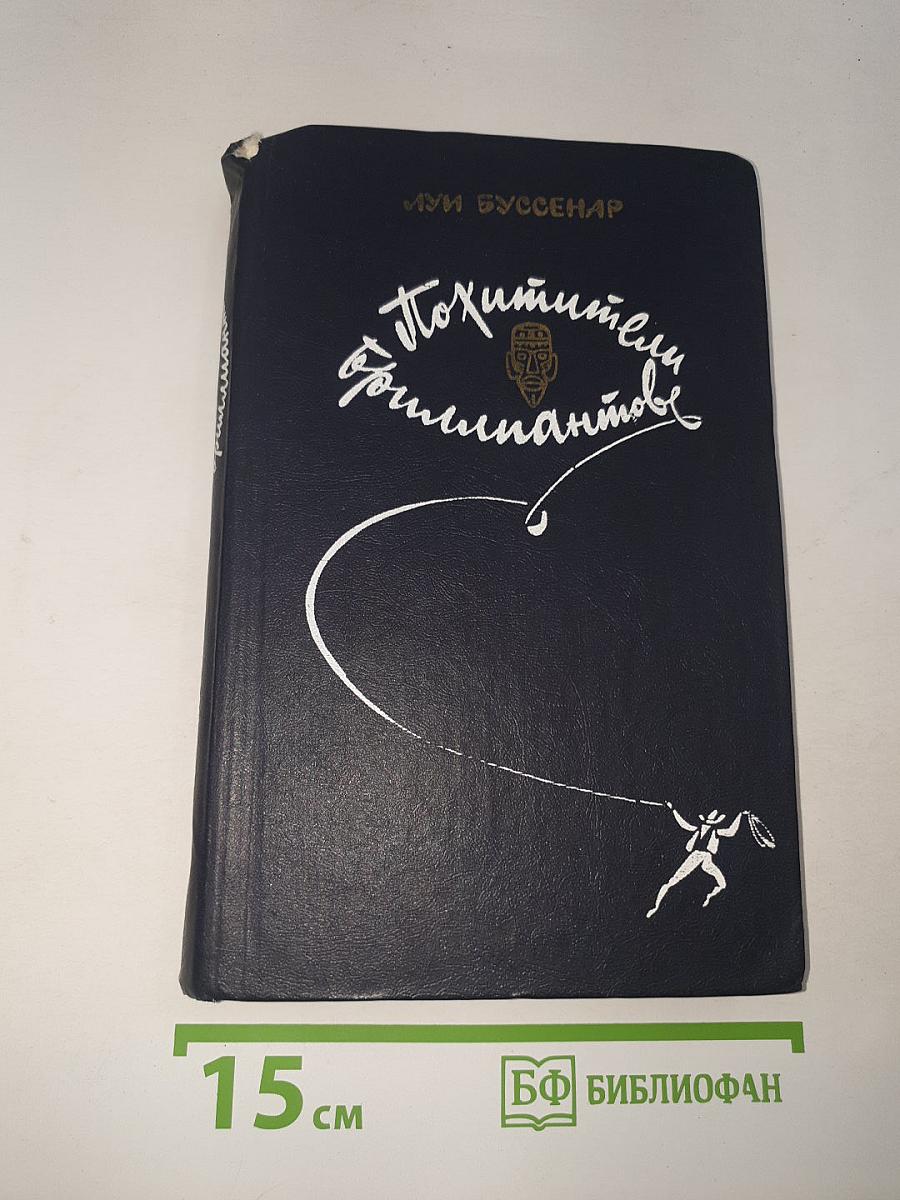 ЛУИ БУССЕНАР
Похитители
бриллиантов
15 см
БФ БИБЛИОФАН